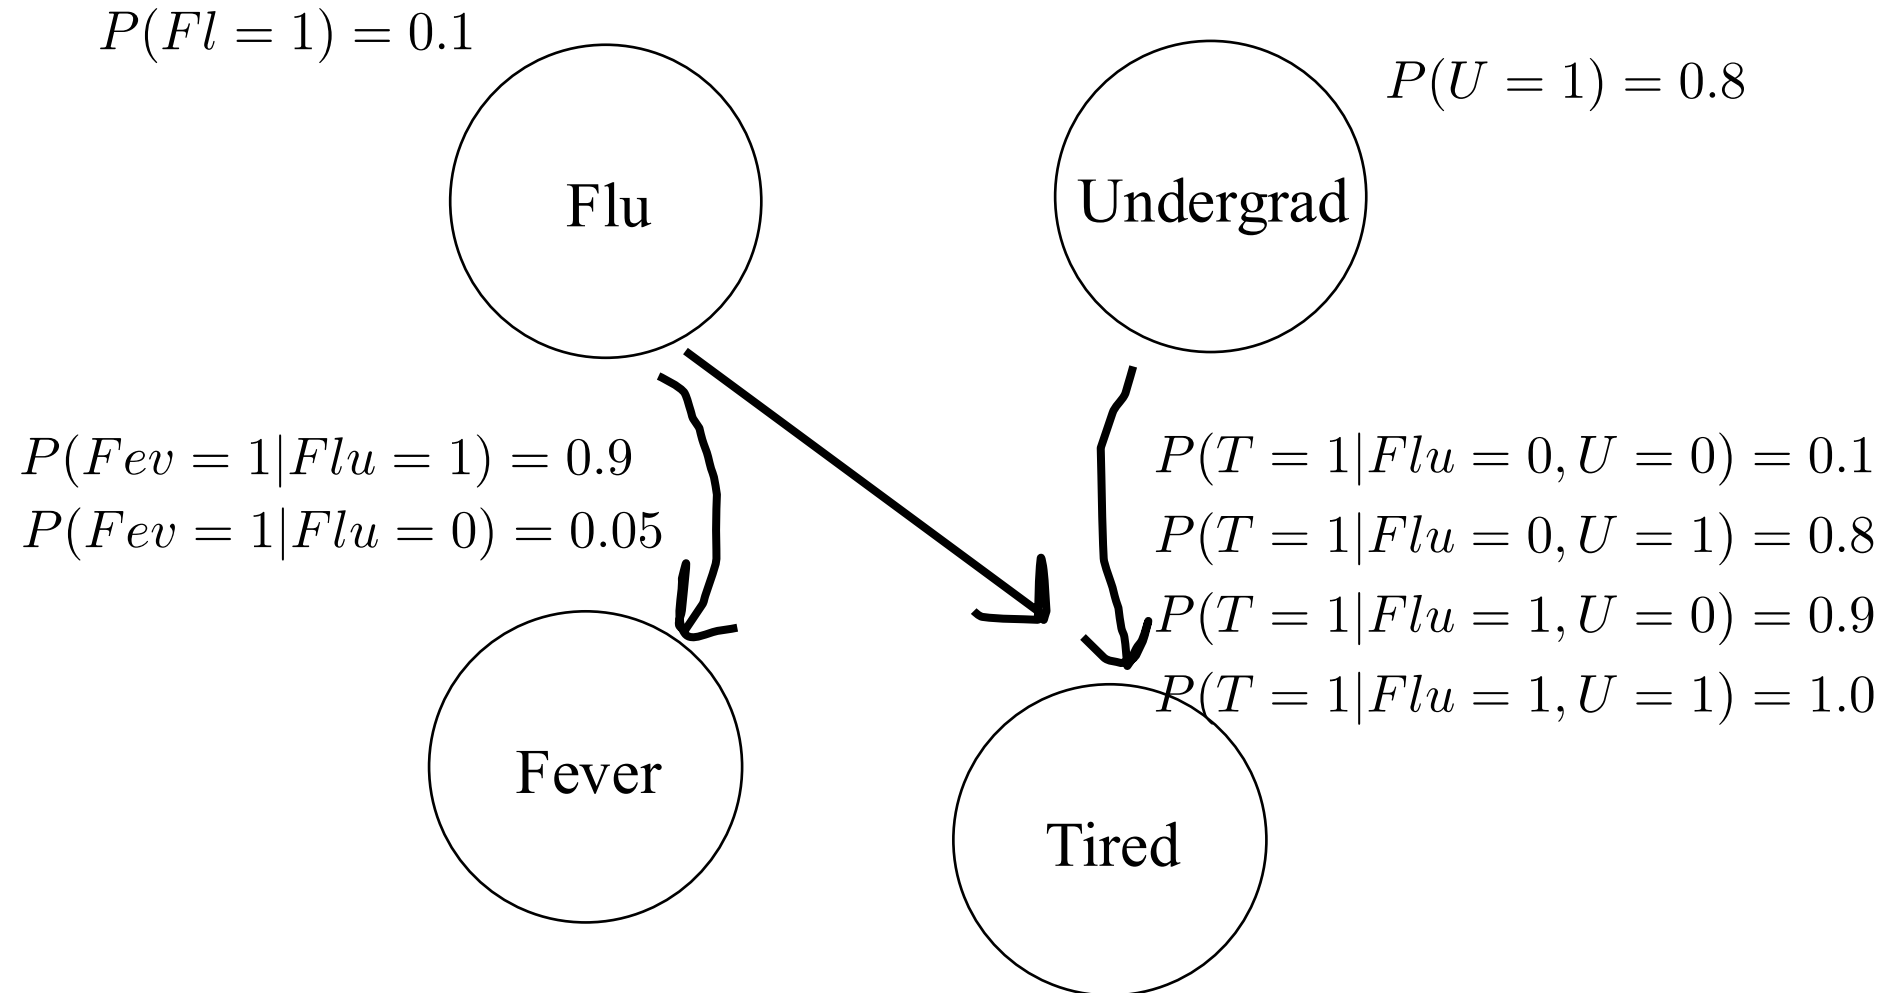 P(Fl = 1) = 0.1
P(U = 1) = 0.8
Flu
Undergrad
P(Fev = 1|Flu = 1) = 0.9
P(Fev = 1|Flu = 0) = 0.05
P(T = 1|Flu = 0, U = 0) = 0.1
P(T = 1|Flu = 0, U = 1) = 0.8
P(T = 1|Flu = 1, U = 0) = 0.9
P(T = 1|Flu = 1, U = 1) = 1.0
Fever
Tired